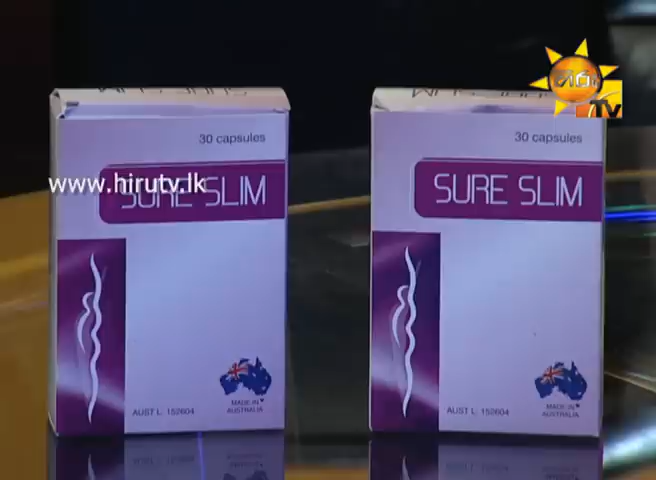 හිරු
TV
www.hirutv.lk
30 capsules
SURE SLIM
AUST L. 152604
MADE IN
AUSTRALIA
30 capsules
SURE SLIM
AUST L. 152604
MADE IN
AUSTRALIA